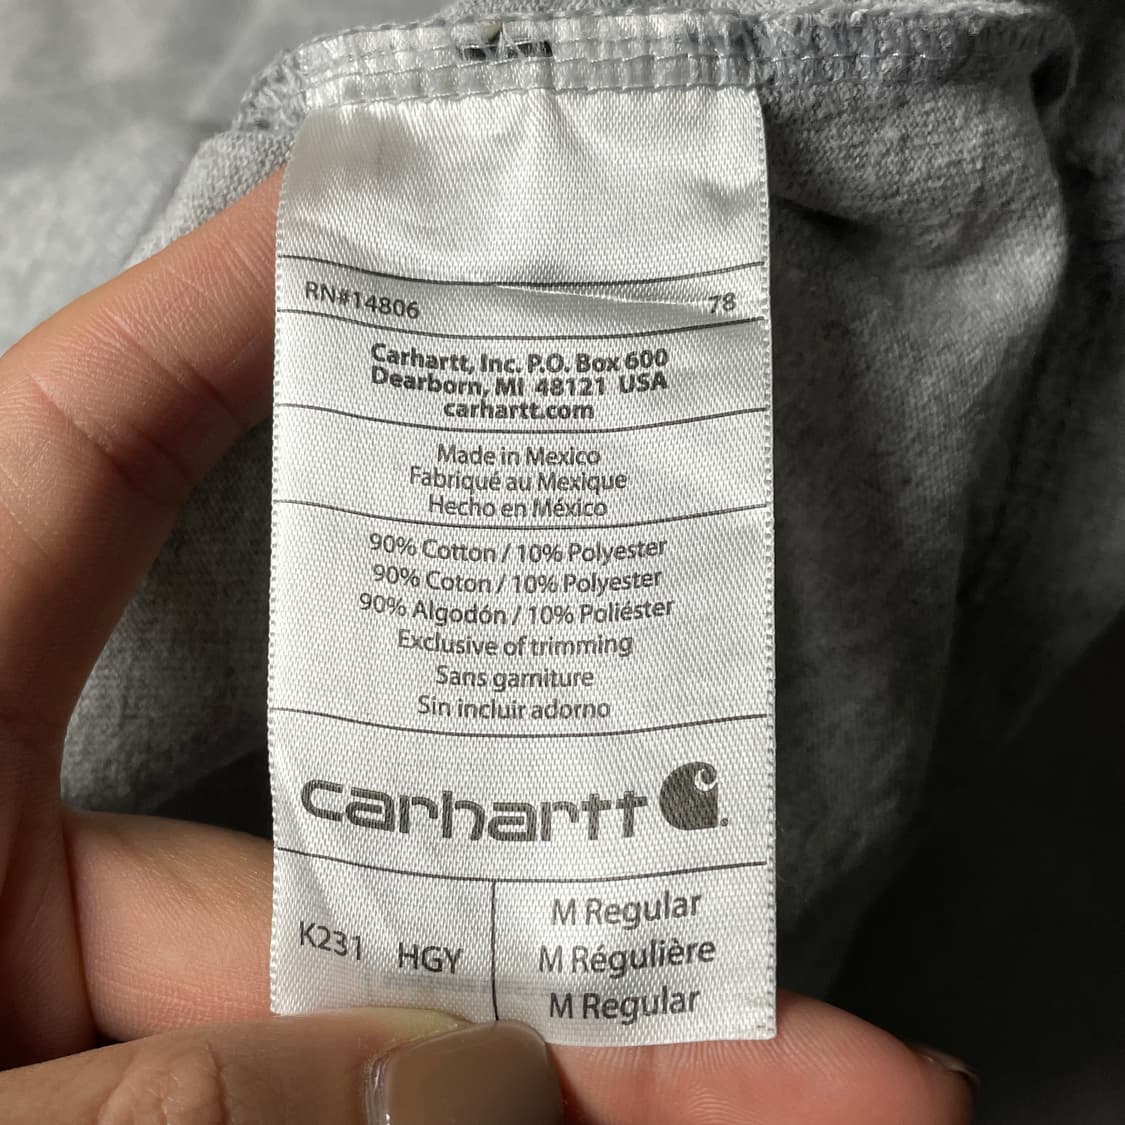 RN#14806 78
Carhartt, Inc. P.O. Box 600
Dearborn, MI 48121 USA
carhartt.com
Made in Mexico
Fabriqué au Mexique
Hecho en México
90% Cotton / 10% Polyester
90% Coton / 10% Polyester
90% Algodón / 10% Poliéster
Exclusive of trimming
Sans garniture
Sin incluir adorno
carhartt
K231 HGY
M Regular
M Régulière
M Regular